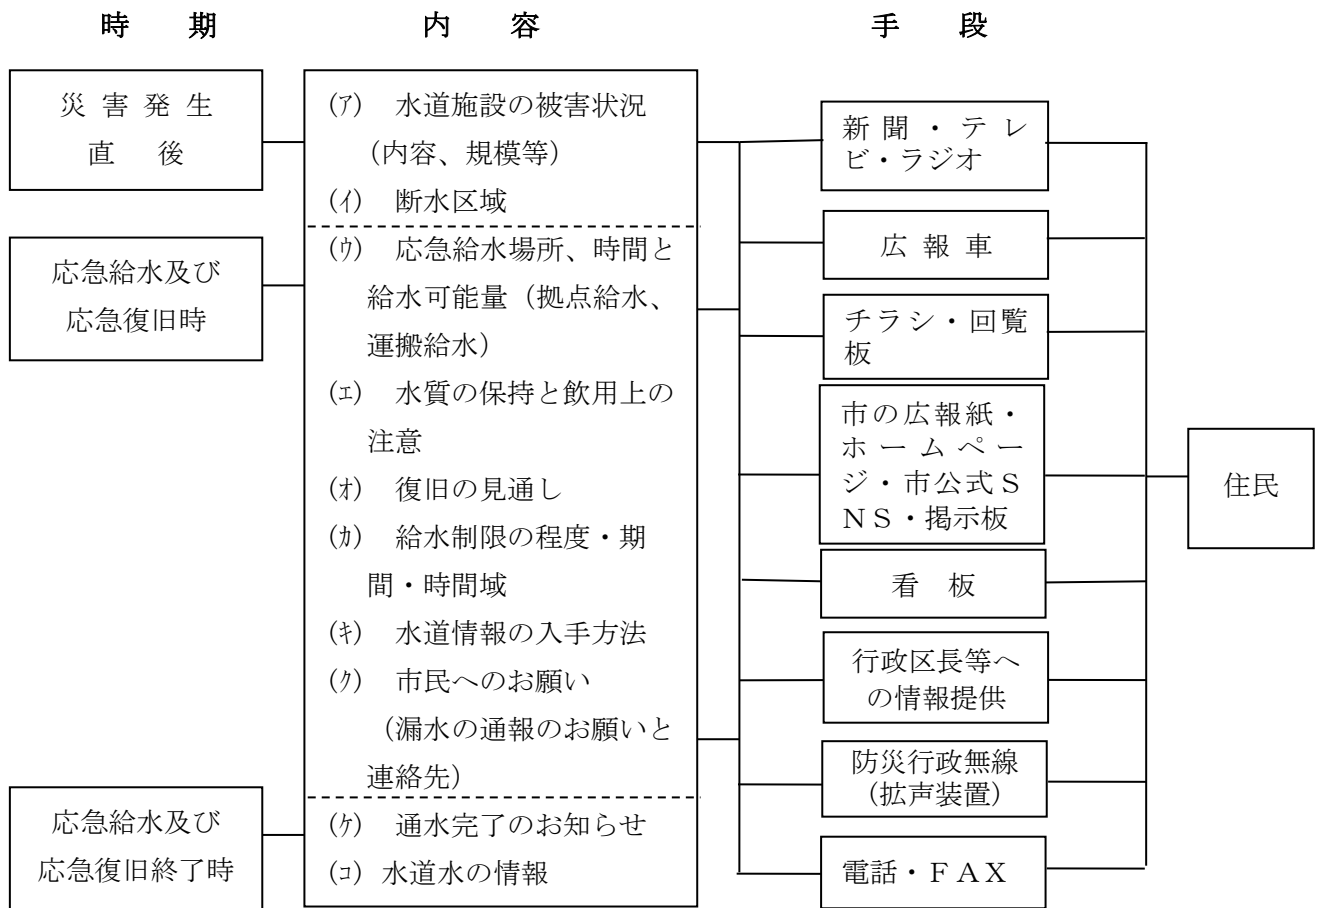 時　期
内　容
手　段
災害発生
直　後
応急給水及び
応急復旧時
応急給水及び
応急復旧終了時
(ｱ)　水道施設の被害状況
（内容、規模等）
(ｲ)　断水区域
(ｳ)　応急給水場所、時間と
給水可能量（拠点給水、
運搬給水）
(ｴ)　水質の保持と飲用上の
注意
(ｵ)　復旧の見通し
(ｶ)　給水制限の程度・期
間・時間域
(ｷ)　水道情報の入手方法
(ｸ)　市民へのお願い
（漏水の通報のお願いと
連絡先）
(ｹ)　通水完了のお知らせ
(ｺ) 水道水の情報
新聞・テレ
ビ・ラジオ
広報車
チラシ・回覧
板
市の広報紙・
ホームペー
ジ・市公式Ｓ
ＮＳ・掲示板
看　板
行政区長等へ
の情報提供
防災行政無線
（拡声装置）
電話・ＦＡＸ
住民